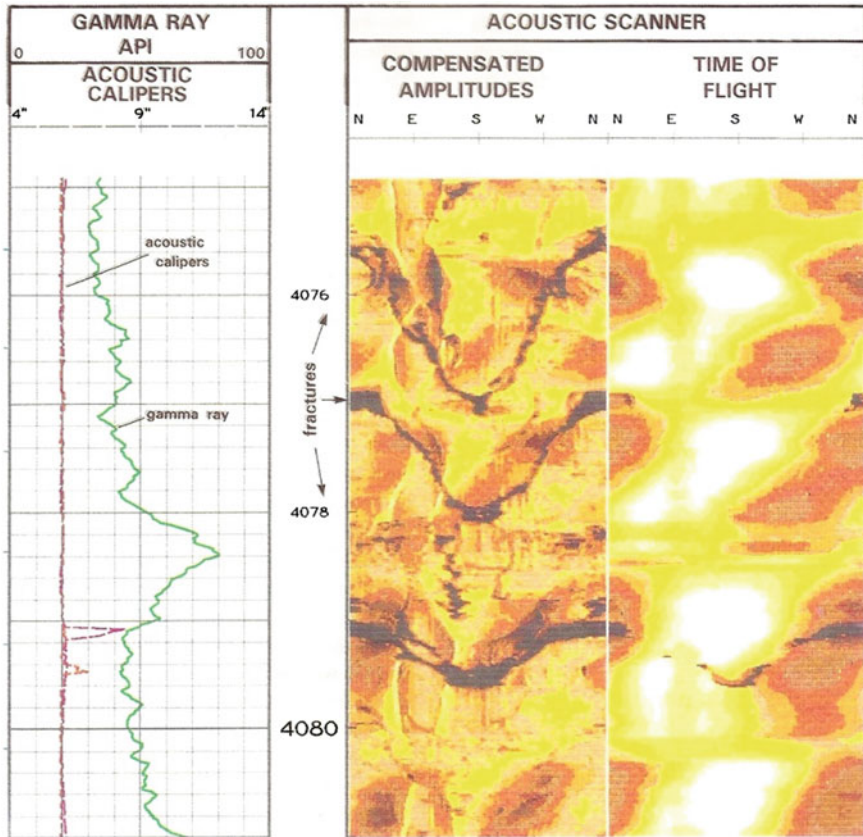 GAMMA RAY
API
0 100
ACOUSTIC
CALIPERS
4" 9" 14"
ACOUSTIC SCANNER
COMPENSATED
AMPLITUDES
TIME OF
FLIGHT
N E S W N N E S W N
acoustic
calipers
gamma ray
4076
fractures
4078
4080